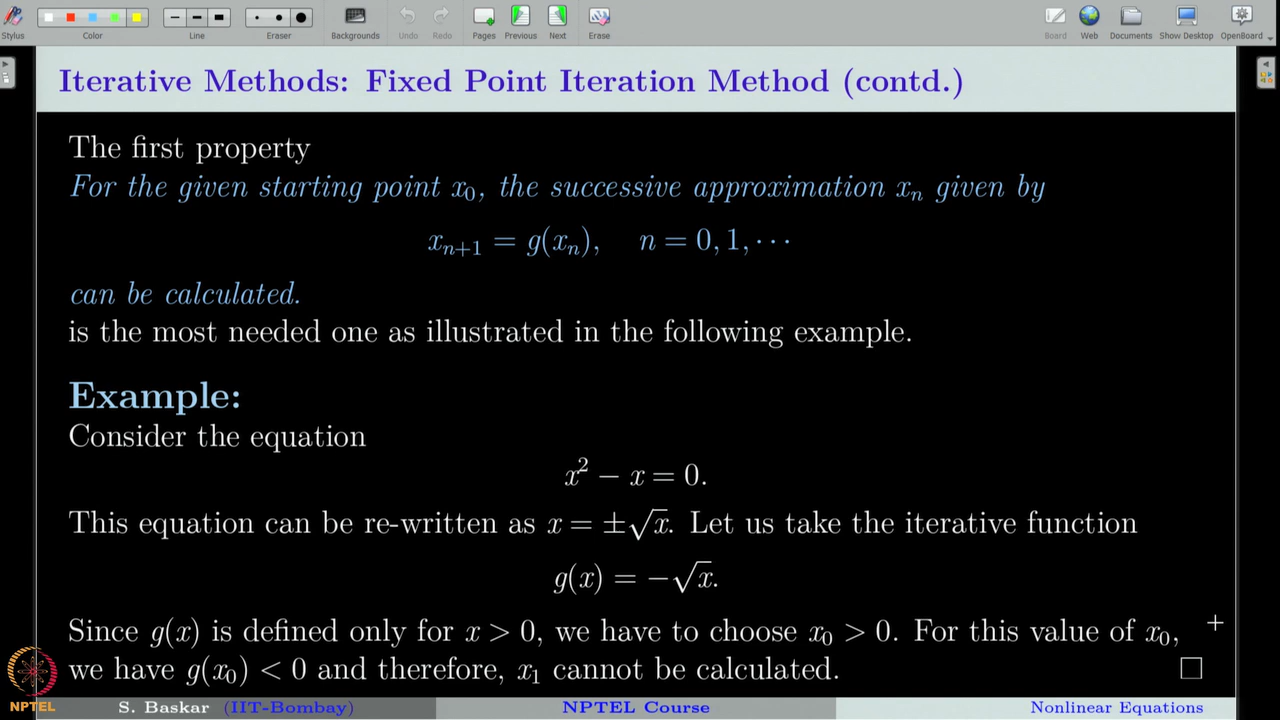 Stylus Color Line Eraser Backgrounds Undo Redo Pages Previous Next Erase Board Web Documents Show Desktop OpenBoard
Iterative Methods: Fixed Point Iteration Method (contd.)
The first property
For the given starting point x₀, the successive approximation xₙ given by
xₙ₊₁ = g(xₙ), n = 0, 1, ···
can be calculated.
is the most needed one as illustrated in the following example.
Example:
Consider the equation
x² − x = 0.
This equation can be re-written as x = ±√x. Let us take the iterative function
g(x) = −√x.
Since g(x) is defined only for x > 0, we have to choose x₀ > 0. For this value of x₀,
we have g(x₀) < 0 and therefore, x₁ cannot be calculated. □
NPTEL S. Baskar (IIT-Bombay) NPTEL Course Nonlinear Equations